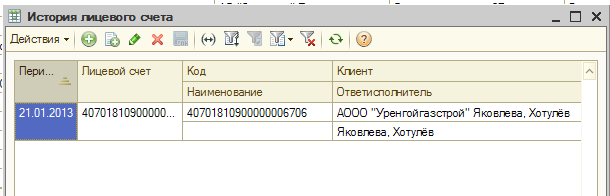 История лицевого счета
Действия
Пери... Лицевой счет Код Клиент
Наименование Ответисполнитель
21.01.2013 40701810900000... 40701810900000006706 АООО "Уренгойгазстрой" Яковлева, Хотулёв
Яковлева, Хотулёв